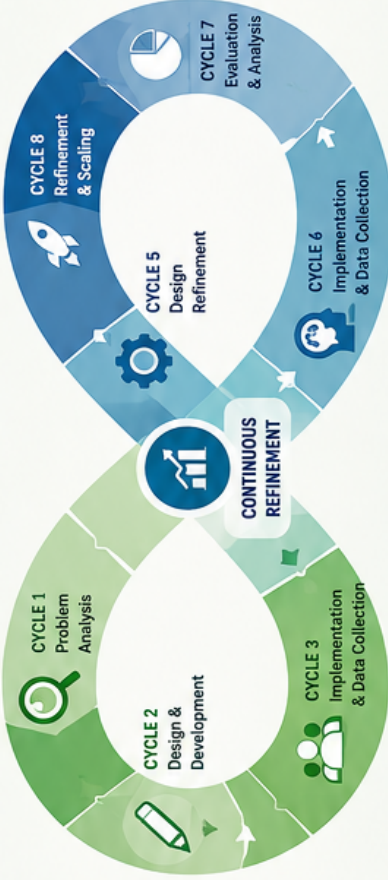 CYCLE 1
Problem
Analysis
CYCLE 2
Design &
Development
CYCLE 3
Implementation
& Data Collection
CONTINUOUS
REFINEMENT
CYCLE 5
Design
Refinement
CYCLE 6
Implementation
& Data Collection
CYCLE 7
Evaluation
& Analysis
CYCLE 8
Refinement
& Scaling